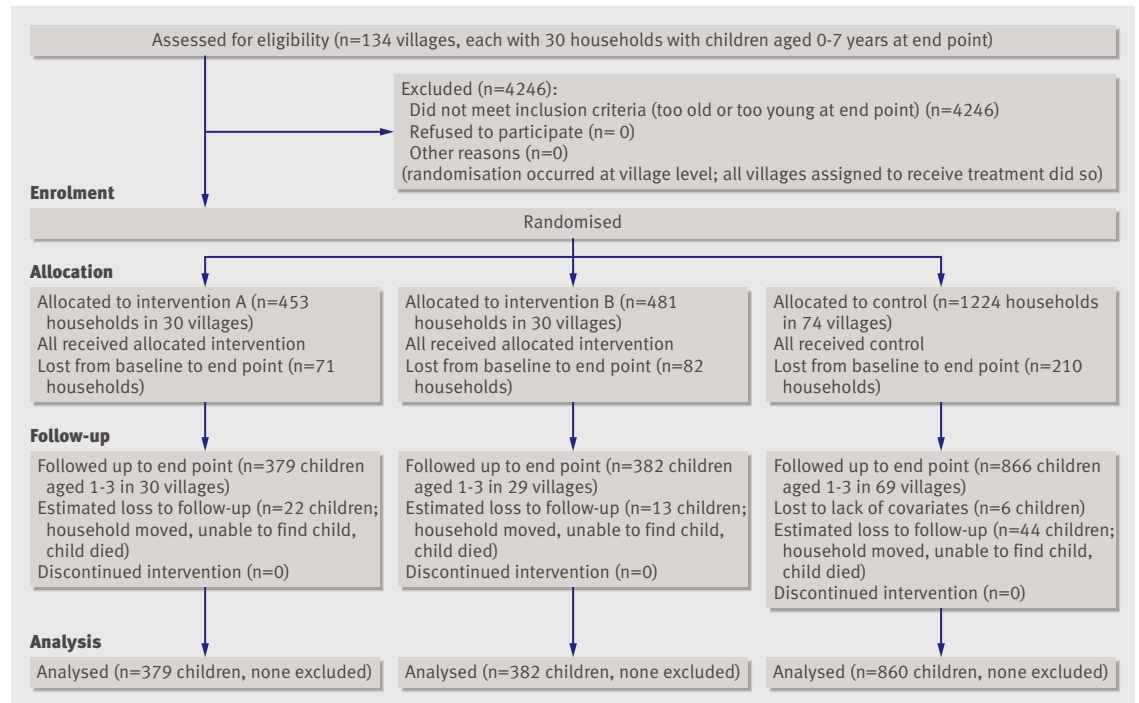 Assessed for eligibility (n=134 villages, each with 30 households with children aged 0-7 years at end point)
Excluded (n=4246):
Did not meet inclusion criteria (too old or too young at end point) (n=4246)
Refused to participate (n= 0)
Other reasons (n=0)
(randomisation occurred at village level; all villages assigned to receive treatment did so)
Enrolment
Randomised
Allocation
Allocated to intervention A (n=453
households in 30 villages)
All received allocated intervention
Lost from baseline to end point (n=71
households)
Allocated to intervention B (n=481
households in 30 villages)
All received allocated intervention
Lost from baseline to end point (n=82
households)
Allocated to control (n=1224 households
in 74 villages)
All received control
Lost from baseline to end point (n=210
households)
Follow-up
Followed up to end point (n=379 children
aged 1-3 in 30 villages)
Estimated loss to follow-up (n=22 children;
household moved, unable to find child,
child died)
Discontinued intervention (n=0)
Followed up to end point (n=382 children
aged 1-3 in 29 villages)
Estimated loss to follow-up (n=13 children;
household moved, unable to find child,
child died)
Discontinued intervention (n=0)
Followed up to end point (n=866 children
aged 1-3 in 69 villages)
Lost to lack of covariates (n=6 children)
Estimated loss to follow-up (n=44 children;
household moved, unable to find child,
child died)
Discontinued intervention (n=0)
Analysis
Analysed (n=379 children, none excluded)
Analysed (n=382 children, none excluded)
Analysed (n=860 children, none excluded)